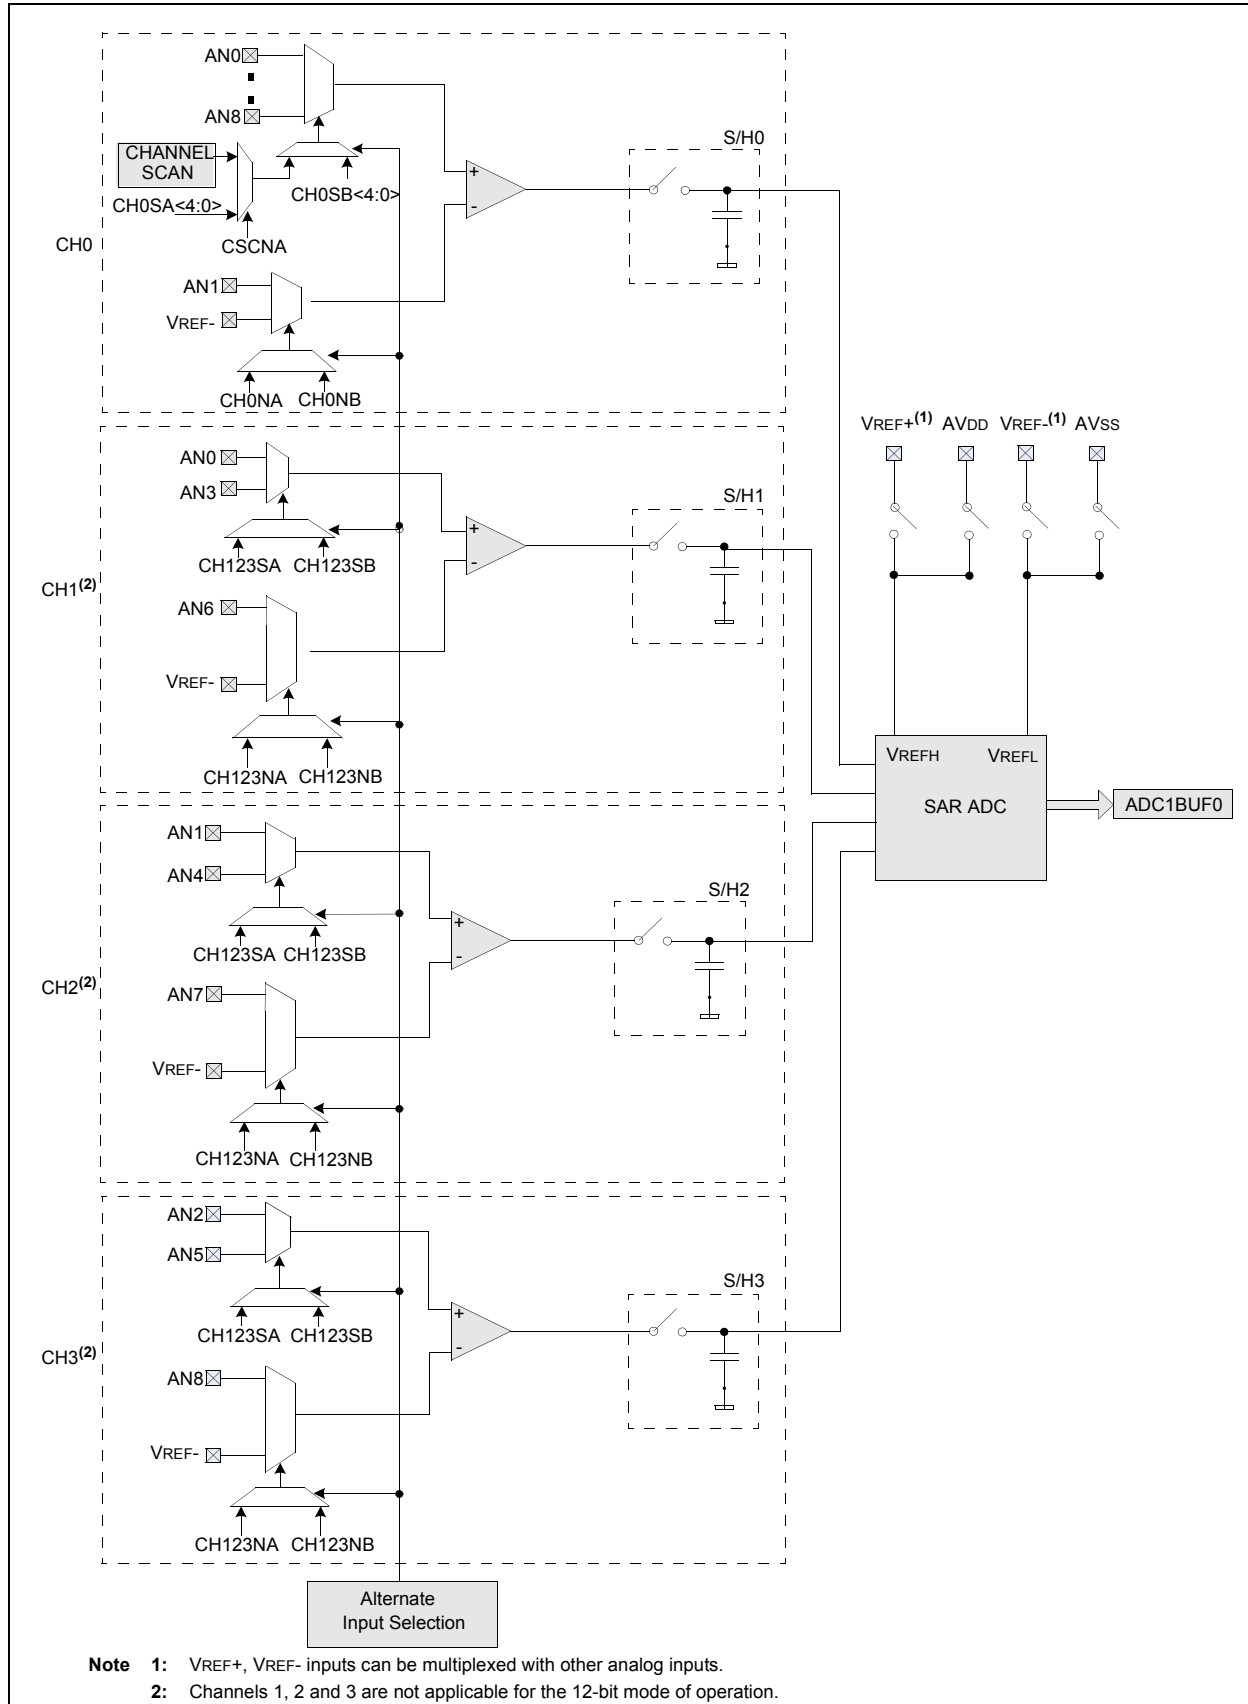 AN0
AN8
CHANNEL
SCAN
CH0SA<4:0>
CH0SB<4:0>
CSCNA
CH0
AN1
VREF-
CH0NA CH0NB
S/H0
VREF+(1) AVDD VREF-(1) AVSS
AN0
AN3
CH123SA CH123SB
CH1(2)
AN6
VREF-
CH123NA CH123NB
S/H1
VREFH VREFL
SAR ADC
ADC1BUF0
AN1
AN4
CH123SA CH123SB
CH2(2)
AN7
VREF-
CH123NA CH123NB
S/H2
AN2
AN5
CH123SA CH123SB
CH3(2)
AN8
VREF-
CH123NA CH123NB
S/H3
+
-
+
-
+
-
+
-
Alternate
Input Selection
Note 1: VREF+, VREF- inputs can be multiplexed with other analog inputs.
2: Channels 1, 2 and 3 are not applicable for the 12-bit mode of operation.